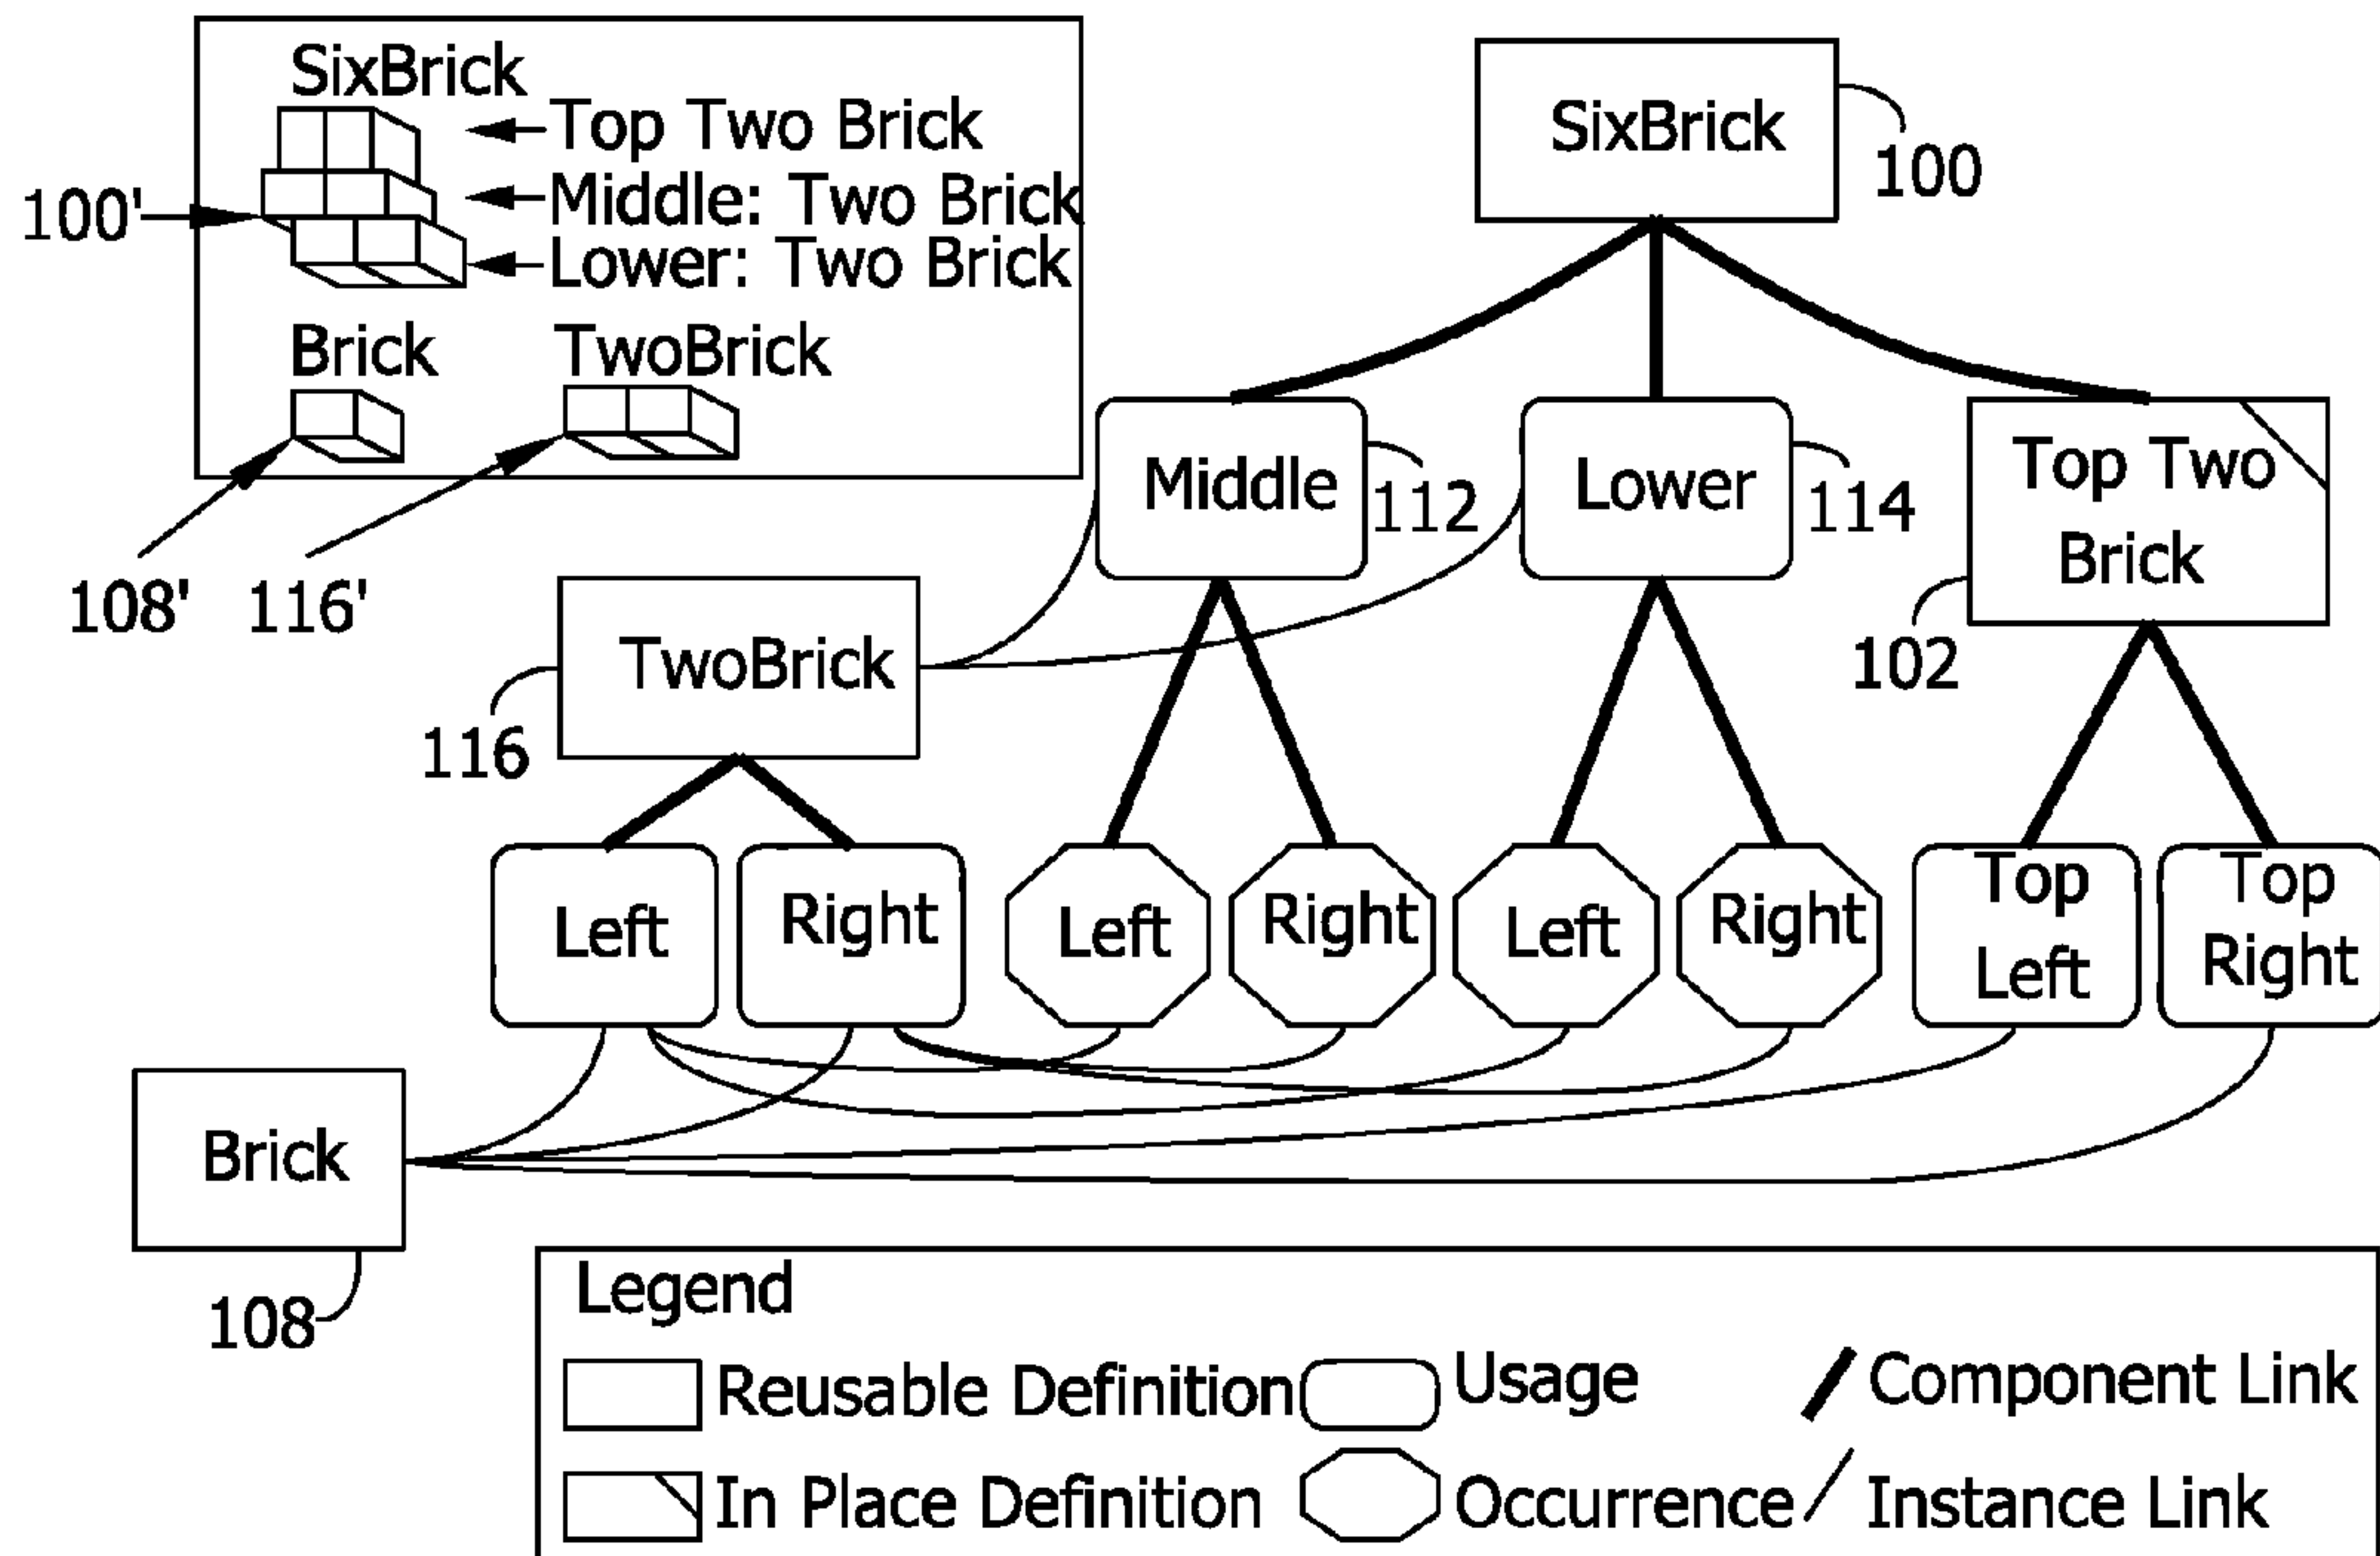 SixBrick
Top Two Brick
Middle: Two Brick
Lower: Two Brick
100'
Brick
TwoBrick
108'
116'
SixBrick
100
Middle
112
Lower
114
Top Two
Brick
102
TwoBrick
116
Left
Right
Left
Right
Left
Right
Top
Left
Top
Right
Brick
108
Legend
Reusable Definition
Usage
Component Link
In Place Definition
Occurrence
Instance Link